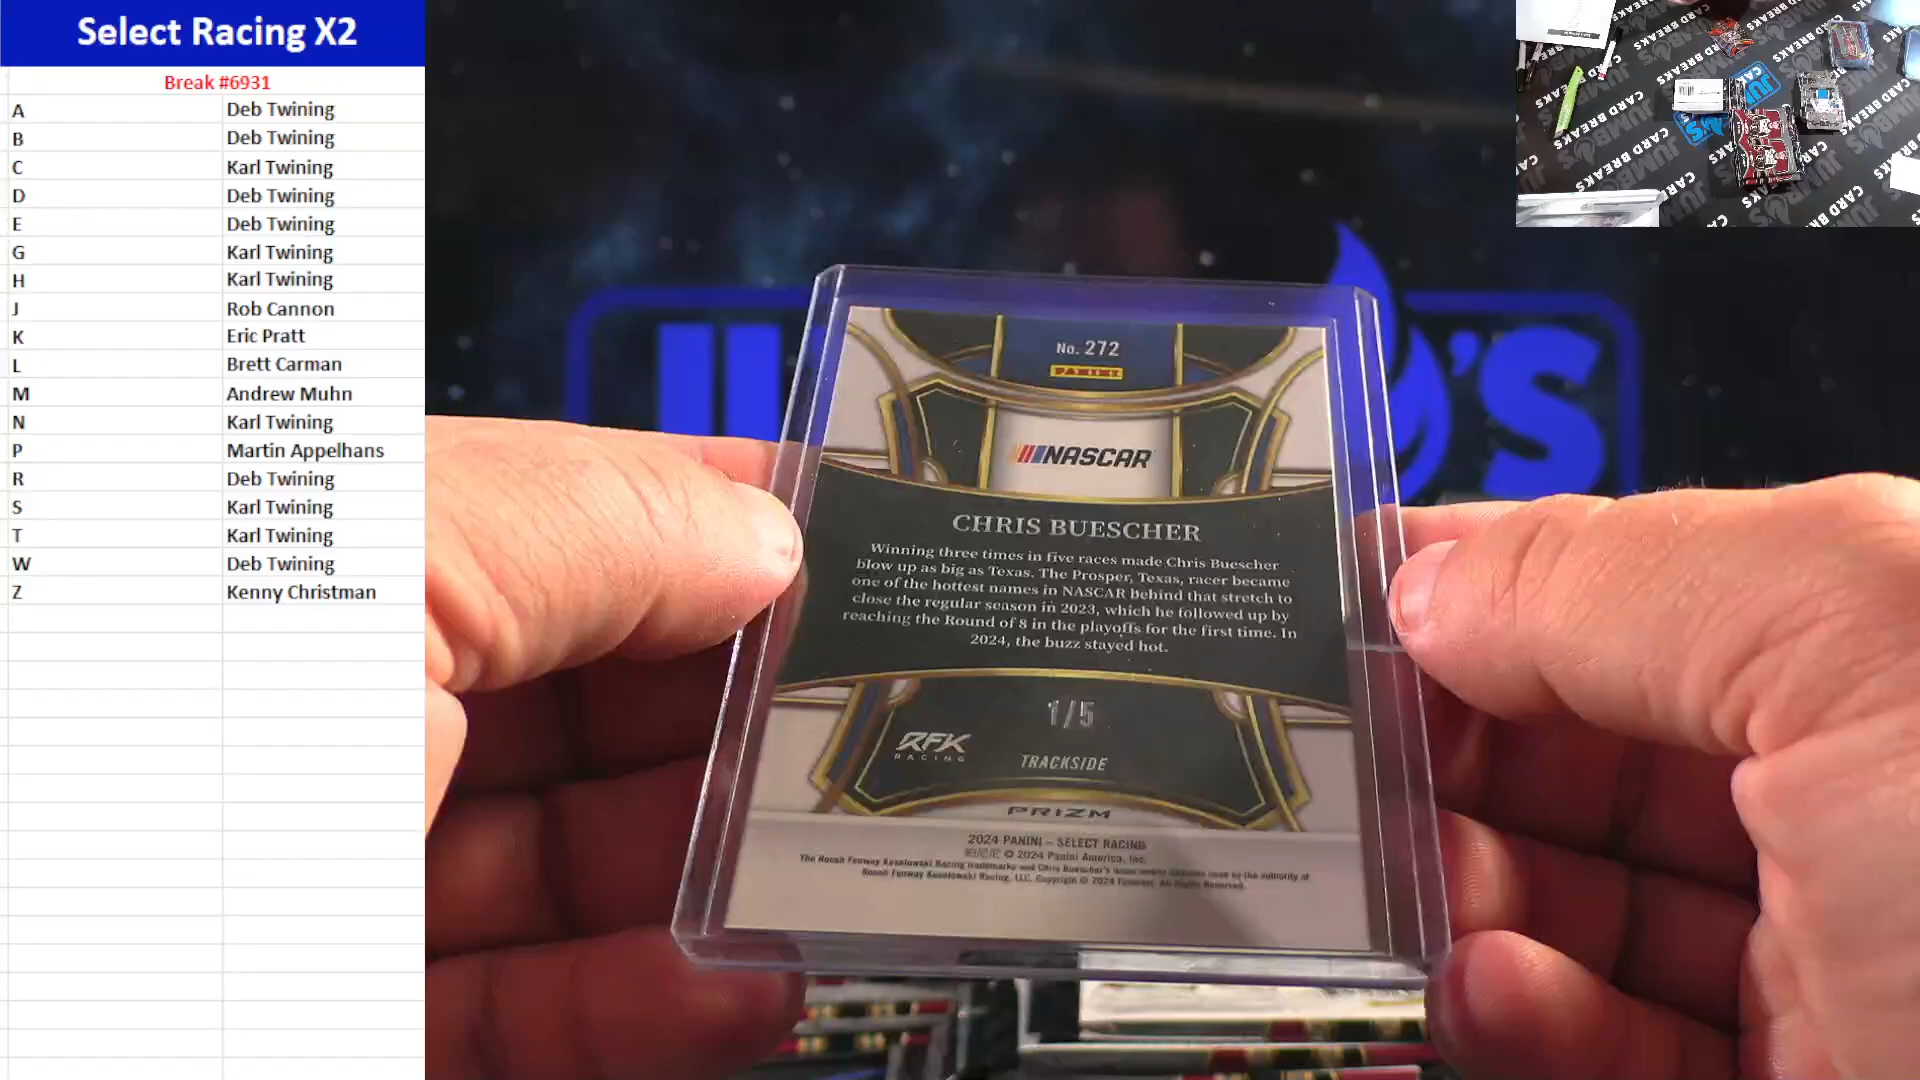 Select Racing X2
Break #6931
A Deb Twining
B Deb Twining
C Karl Twining
D Deb Twining
E Deb Twining
G Karl Twining
H Karl Twining
J Rob Cannon
K Eric Pratt
L Brett Carman
M Andrew Muhn
N Karl Twining
P Martin Appelhans
R Deb Twining
S Karl Twining
T Karl Twining
W Deb Twining
Z Kenny Christman
CARD BREAKS
JUMBO'S
No. 272
PANINI
NASCAR
CHRIS BUESCHER
Winning three times in five races made Chris Buescher
blow up as big as Texas. The Prosper, Texas, racer became
one of the hottest names in NASCAR behind that stretch to
close the regular season in 2023, which he followed up by
reaching the Round of 8 in the playoffs for the first time. In
2024, the buzz stayed hot.
1/5
RFK
RACING
TRACKSIDE
PRIZM
2024 PANINI – SELECT RACING
© 2024 Panini America, Inc.